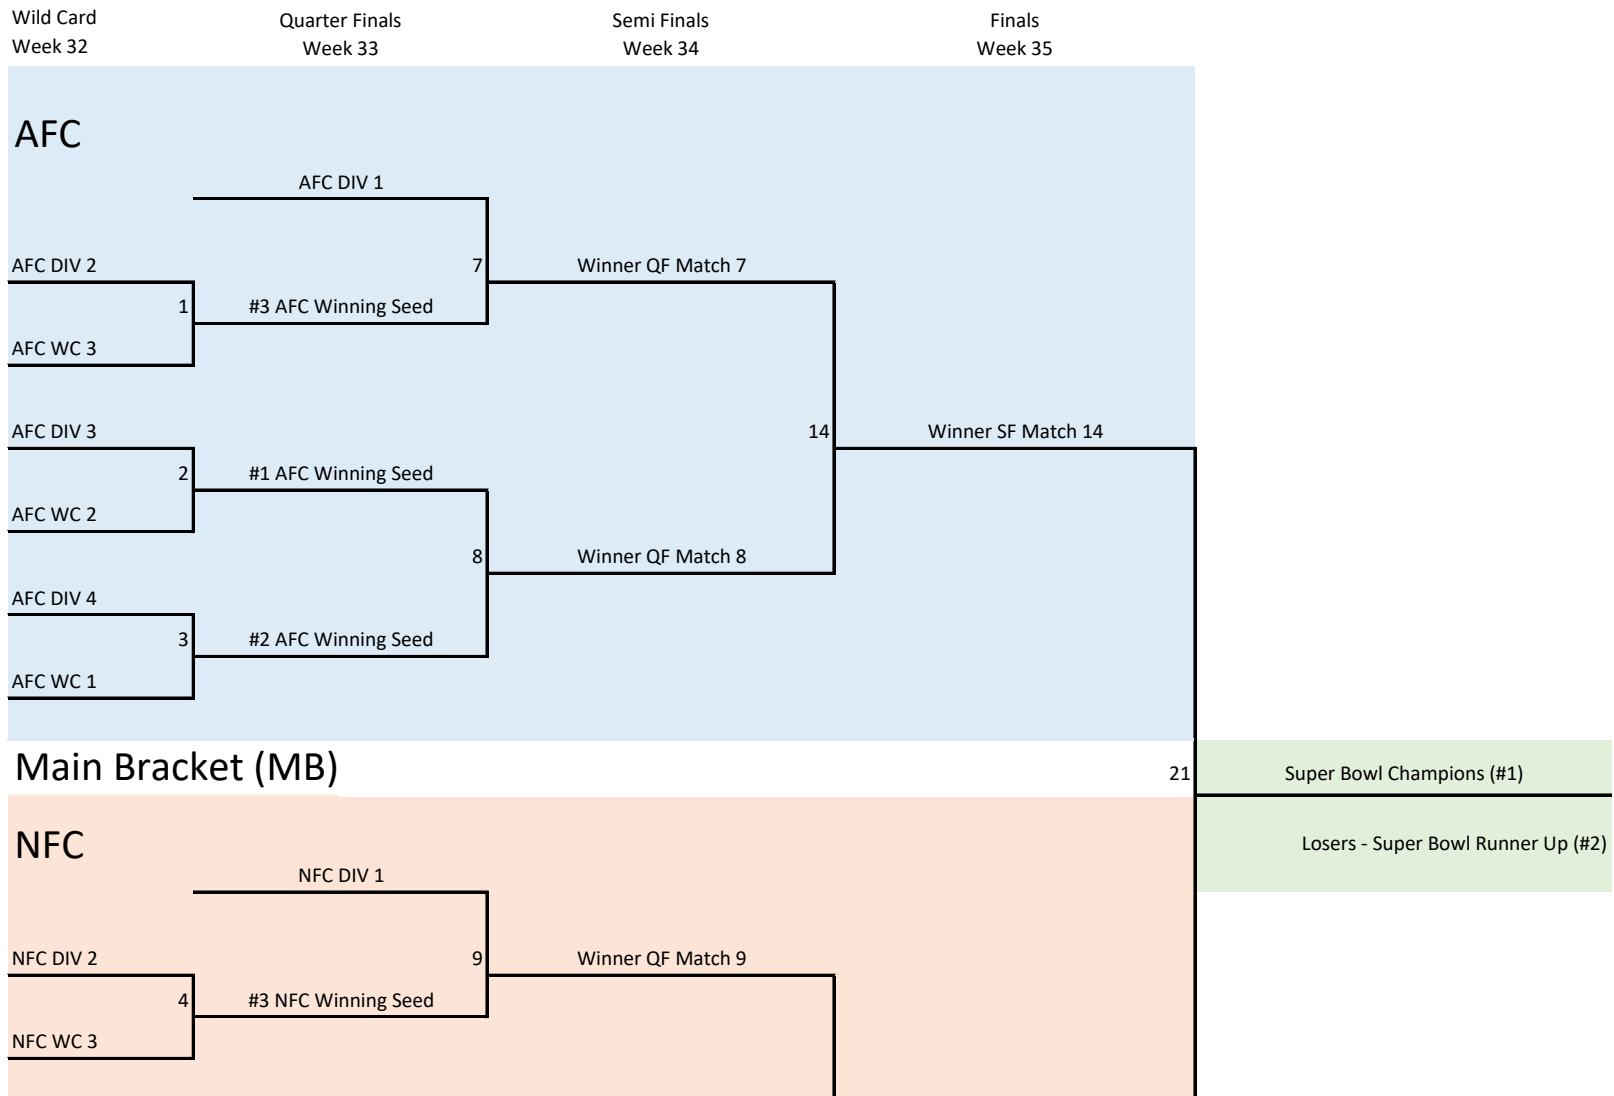 Wild Card
Quarter Finals
Semi Finals
Finals
Week 32
Week 33
Week 34
Week 35
AFC
AFC DIV 1
AFC DIV 2
7
Winner QF Match 7
1
#3 AFC Winning Seed
AFC WC 3
AFC DIV 3
14
Winner SF Match 14
2
#1 AFC Winning Seed
AFC WC 2
8
Winner QF Match 8
AFC DIV 4
3
#2 AFC Winning Seed
AFC WC 1
Main Bracket (MB)
21
Super Bowl Champions (#1)
NFC
Losers - Super Bowl Runner Up (#2)
NFC DIV 1
NFC DIV 2
9
Winner QF Match 9
4
#3 NFC Winning Seed
NFC WC 3